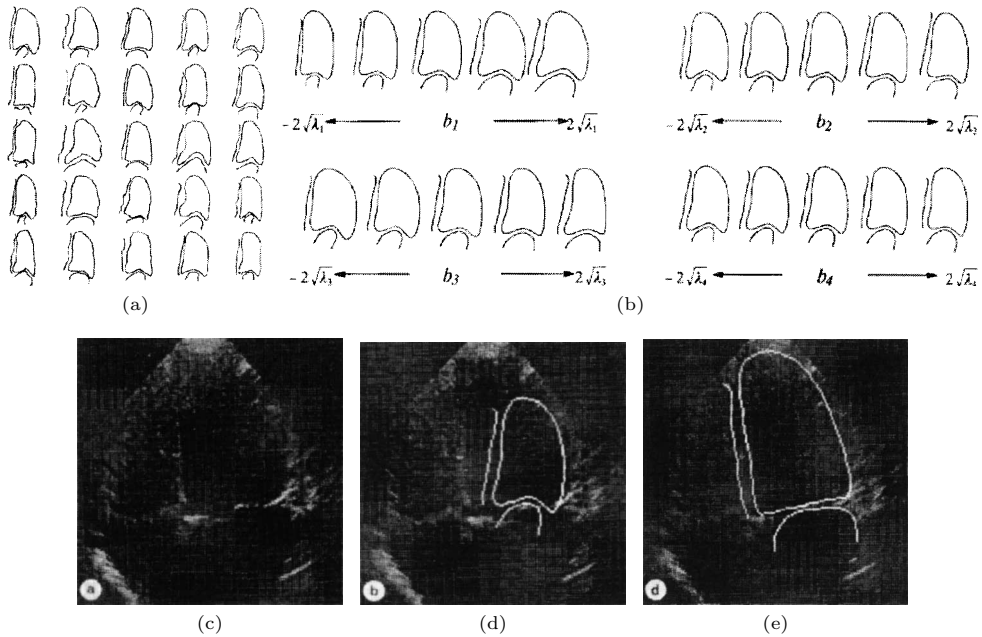 -2√λ₁ b₁ 2√λ₁
-2√λ₂ b₂ 2√λ₂
-2√λ₃ b₃ 2√λ₃
-2√λ₄ b₄ 2√λ₄
(a) (b)
a b d
(c) (d) (e)